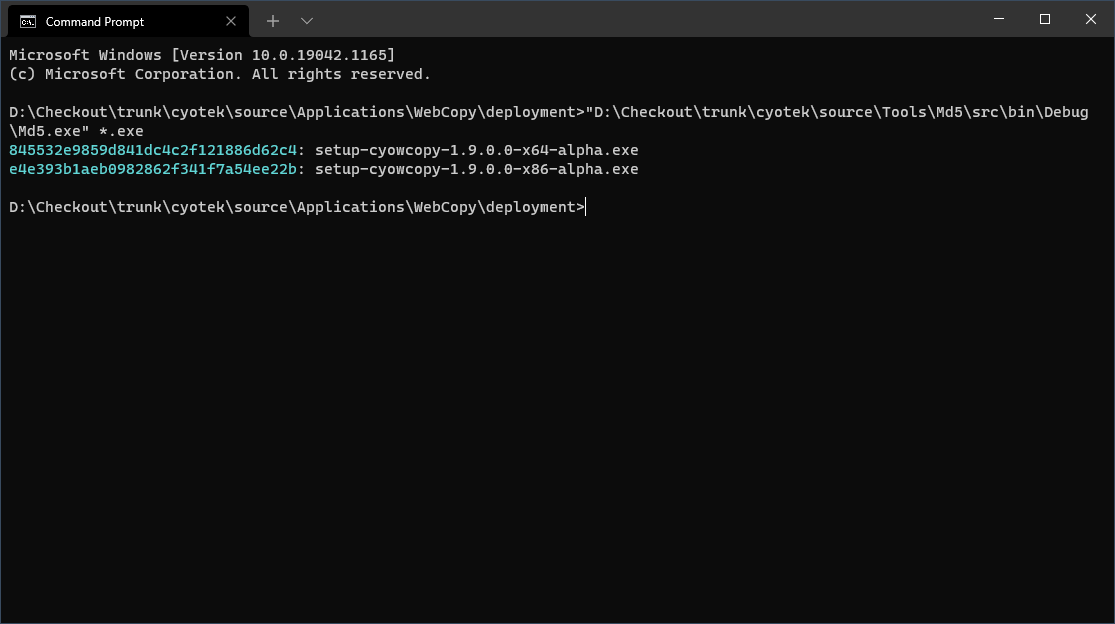 Command Prompt
Microsoft Windows [Version 10.0.19042.1165]
(c) Microsoft Corporation. All rights reserved.
D:\Checkout\trunk\cyotek\source\Applications\WebCopy\deployment>"D:\Checkout\trunk\cyotek\source\Tools\Md5\src\bin\Debug
\Md5.exe" *.exe
845532e9859d841dc4c2f121886d62c4: setup-cyowcopy-1.9.0.0-x64-alpha.exe
e4e393b1aeb0982862f341f7a54ee22b: setup-cyowcopy-1.9.0.0-x86-alpha.exe
D:\Checkout\trunk\cyotek\source\Applications\WebCopy\deployment>